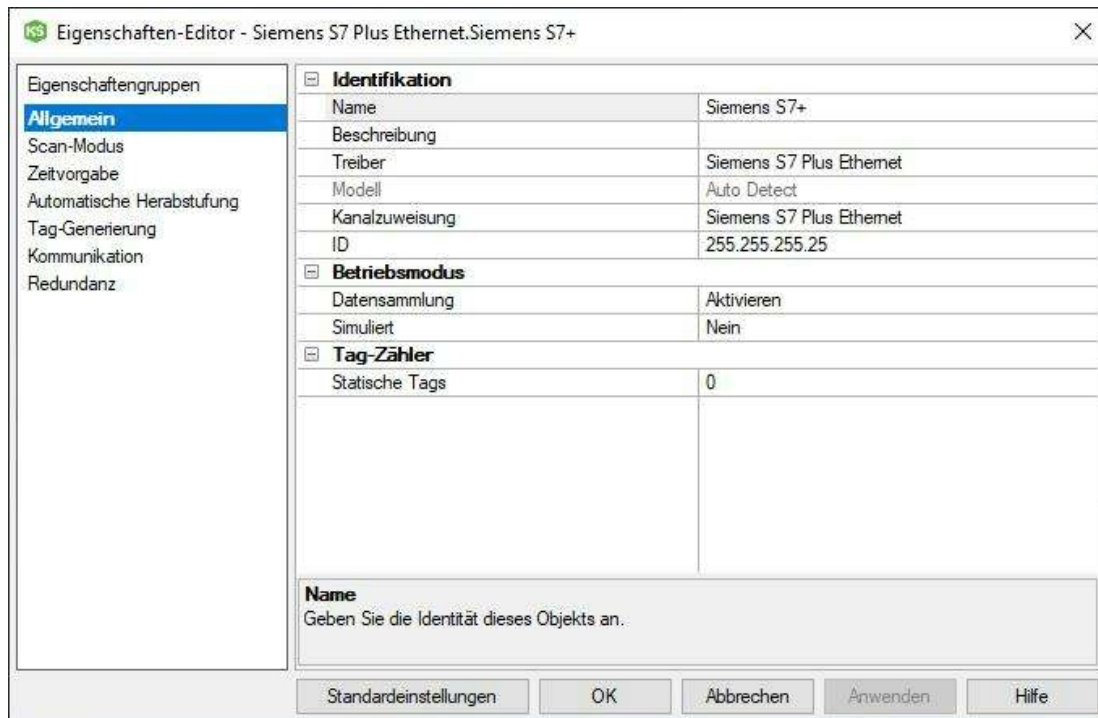 KS Eigenschaften-Editor - Siemens S7 Plus Ethernet.Siemens S7+
Eigenschaftengruppen
Allgemein
Scan-Modus
Zeitvorgabe
Automatische Herabstufung
Tag-Generierung
Kommunikation
Redundanz
Identifikation
Name Siemens S7+
Beschreibung
Treiber Siemens S7 Plus Ethernet
Modell Auto Detect
Kanalzuweisung Siemens S7 Plus Ethernet
ID 255.255.255.25
Betriebsmodus
Datensammlung Aktivieren
Simuliert Nein
Tag-Zähler
Statische Tags 0
Name
Geben Sie die Identität dieses Objekts an.
Standardeinstellungen OK Abbrechen Anwenden Hilfe